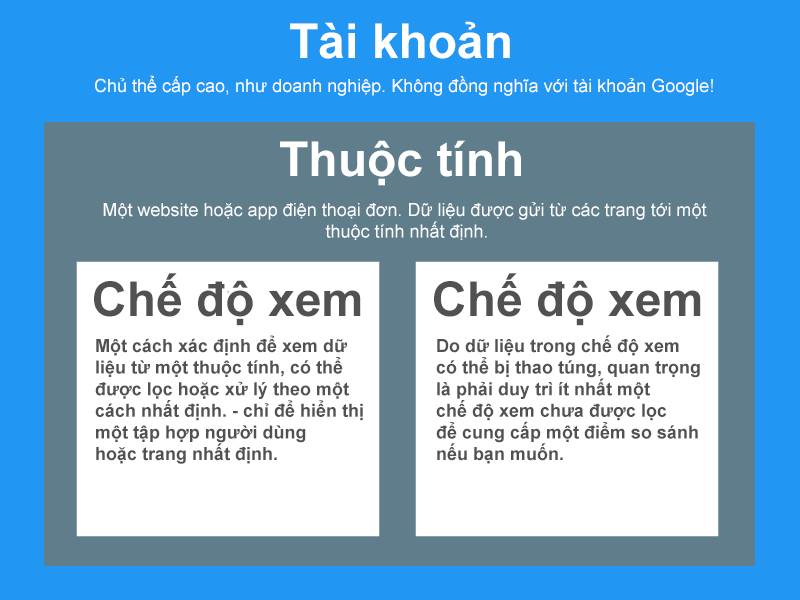 Tài khoản
Chủ thể cấp cao, như doanh nghiệp. Không đồng nghĩa với tài khoản Google!
Thuộc tính
Một website hoặc app điện thoại đơn. Dữ liệu được gửi từ các trang tới một
thuộc tính nhất định.
Chế độ xem
Một cách xác định để xem dữ
liệu từ một thuộc tính, có thể
được lọc hoặc xử lý theo một
cách nhất định. - chỉ để hiển thị
một tập hợp người dùng
hoặc trang nhất định.
Chế độ xem
Do dữ liệu trong chế độ xem
có thể bị thao túng, quan trọng
là phải duy trì ít nhất một
chế độ xem chưa được lọc
để cung cấp một điểm so sánh
nếu bạn muốn.